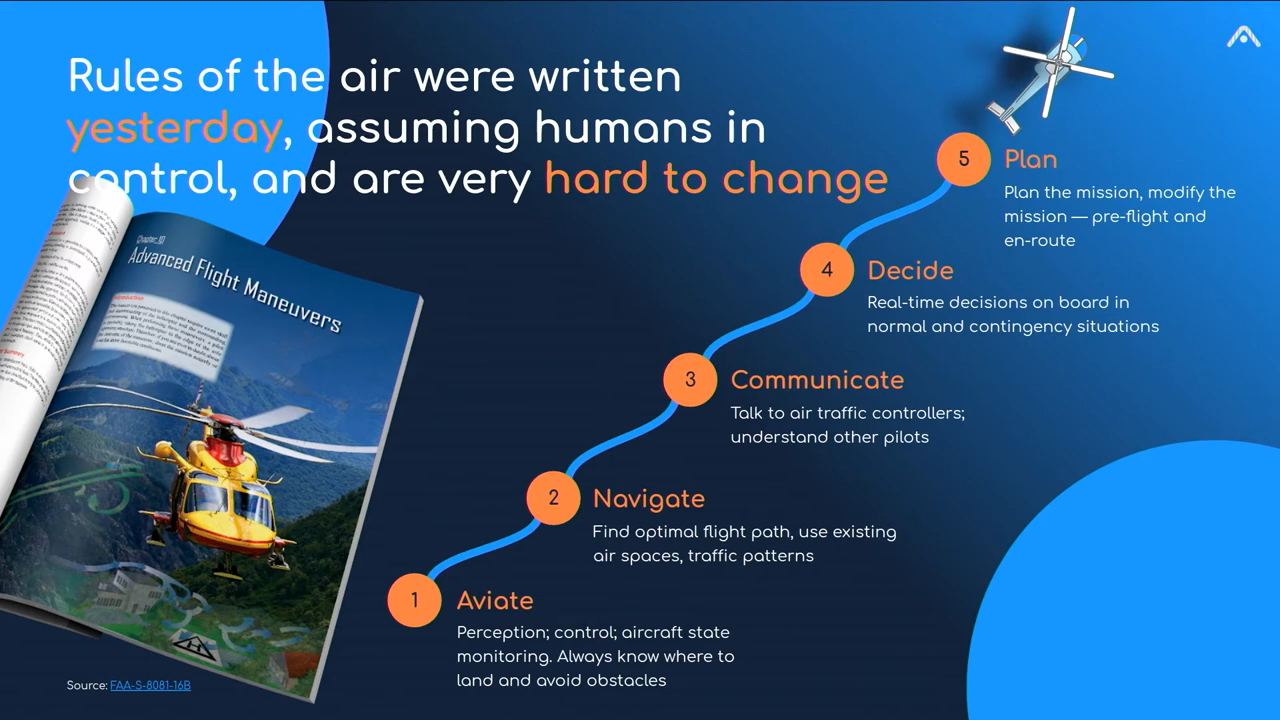 Rules of the air were written
yesterday, assuming humans in
control, and are very hard to change
Advanced Flight Maneuvers
5
Plan
Plan the mission, modify the
mission — pre-flight and
en-route
4
Decide
Real-time decisions on board in
normal and contingency situations
3
Communicate
Talk to air traffic controllers;
understand other pilots
2
Navigate
Find optimal flight path, use existing
air spaces, traffic patterns
1
Aviate
Perception; control; aircraft state
monitoring. Always know where to
land and avoid obstacles
H
Source: FAA-S-8081-16B